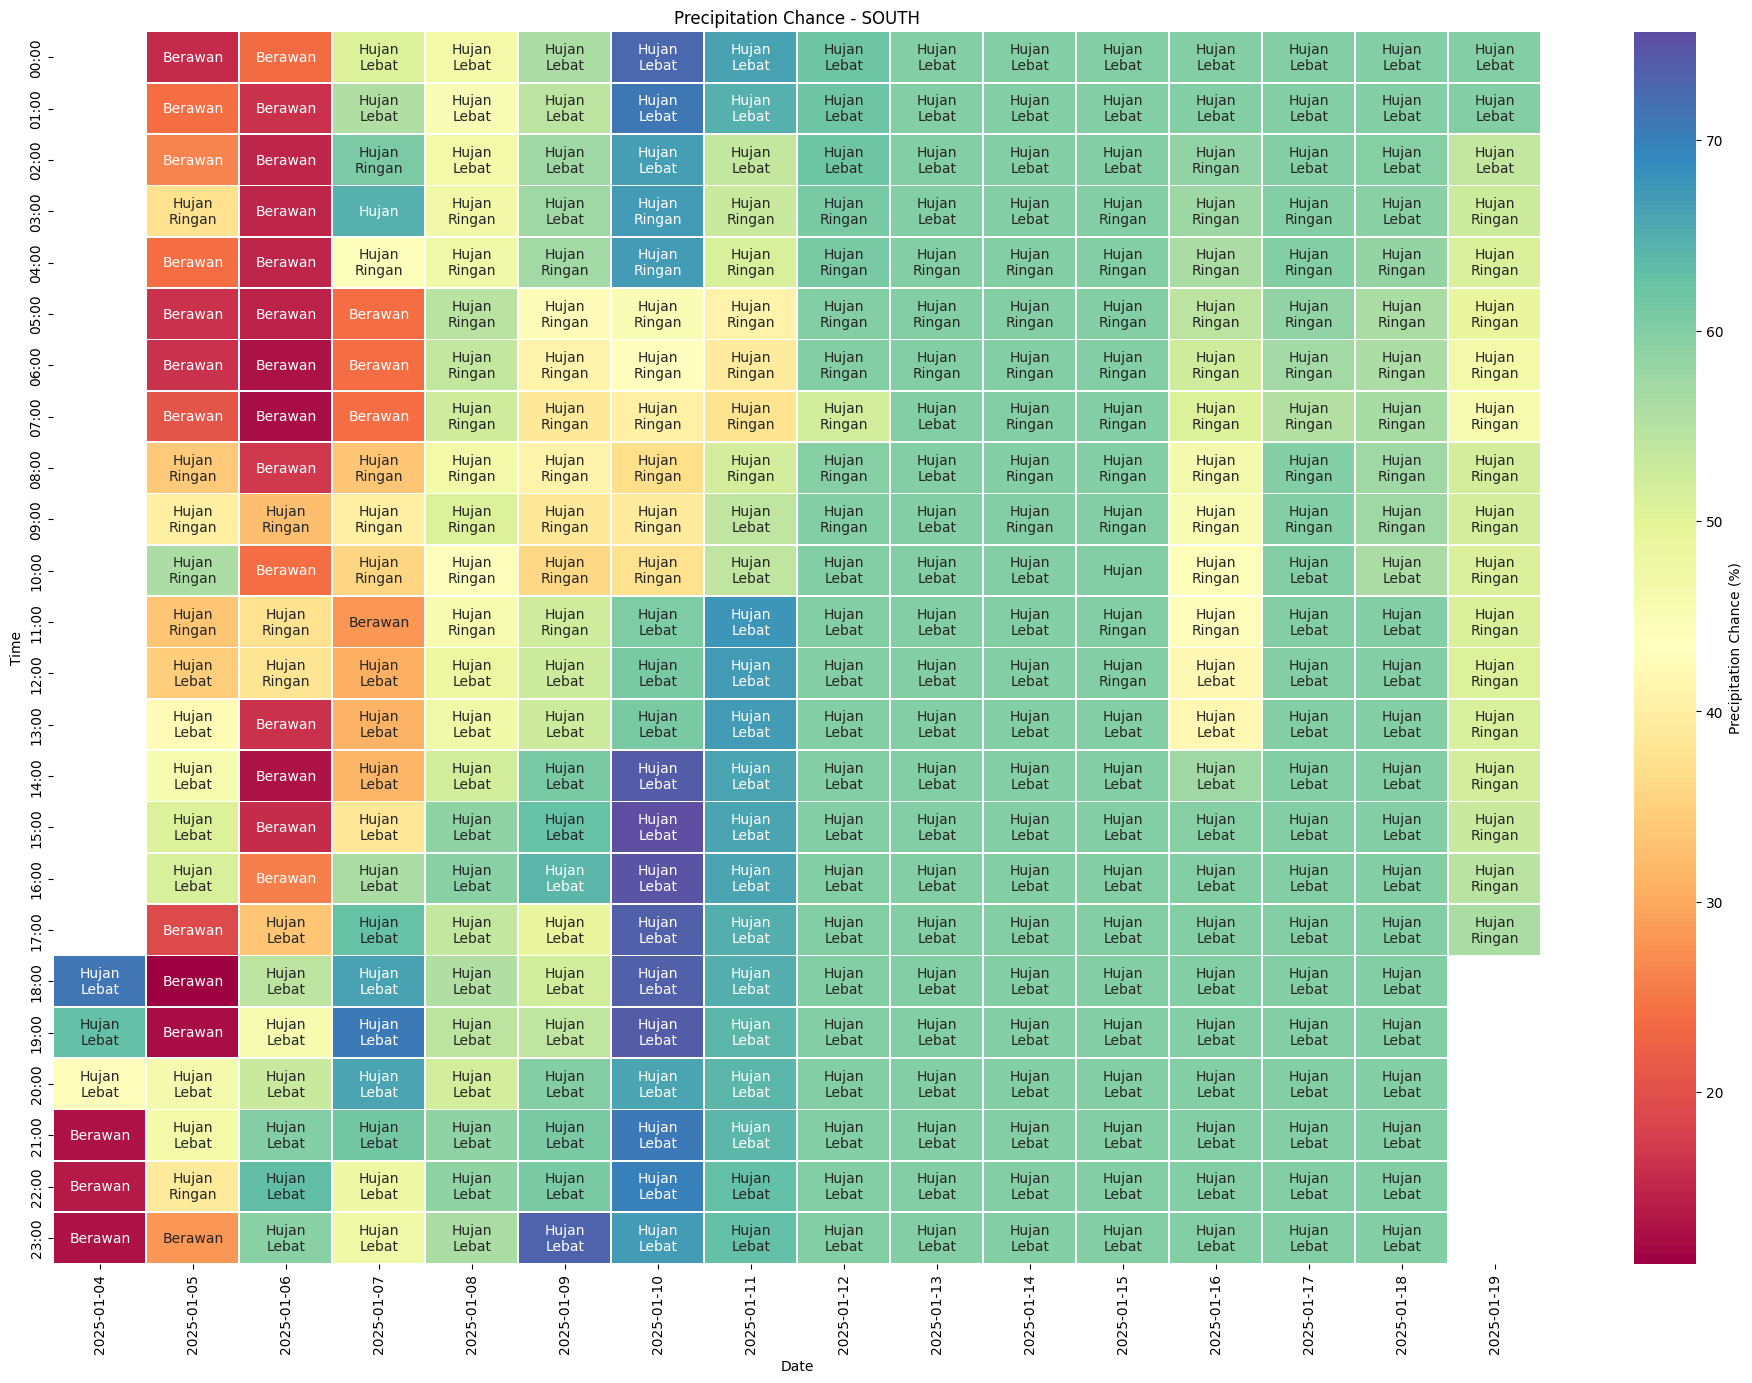 Precipitation Chance - SOUTH
00:00 Berawan Berawan Hujan Lebat Hujan Lebat Hujan Lebat Hujan Lebat Hujan Lebat Hujan Lebat Hujan Lebat Hujan Lebat Hujan Lebat Hujan Lebat Hujan Lebat Hujan Lebat Hujan Lebat
01:00 Berawan Berawan Hujan Lebat Hujan Lebat Hujan Lebat Hujan Lebat Hujan Lebat Hujan Lebat Hujan Lebat Hujan Lebat Hujan Lebat Hujan Lebat Hujan Lebat Hujan Lebat Hujan Lebat
02:00 Berawan Berawan Hujan Ringan Hujan Lebat Hujan Lebat Hujan Lebat Hujan Lebat Hujan Lebat Hujan Lebat Hujan Lebat Hujan Lebat Hujan Ringan Hujan Lebat Hujan Lebat Hujan Lebat
03:00 Hujan Ringan Berawan Hujan Hujan Ringan Hujan Lebat Hujan Ringan Hujan Ringan Hujan Ringan Hujan Lebat Hujan Lebat Hujan Ringan Hujan Ringan Hujan Ringan Hujan Lebat Hujan Ringan
04:00 Berawan Berawan Hujan Ringan Hujan Ringan Hujan Ringan Hujan Ringan Hujan Ringan Hujan Ringan Hujan Ringan Hujan Ringan Hujan Ringan Hujan Ringan Hujan Ringan Hujan Ringan Hujan Ringan
05:00 Berawan Berawan Berawan Hujan Ringan Hujan Ringan Hujan Ringan Hujan Ringan Hujan Ringan Hujan Ringan Hujan Ringan Hujan Ringan Hujan Ringan Hujan Ringan Hujan Ringan Hujan Ringan
06:00 Berawan Berawan Berawan Hujan Ringan Hujan Ringan Hujan Ringan Hujan Ringan Hujan Ringan Hujan Ringan Hujan Ringan Hujan Ringan Hujan Ringan Hujan Ringan Hujan Ringan Hujan Ringan
07:00 Berawan Berawan Berawan Hujan Ringan Hujan Ringan Hujan Ringan Hujan Ringan Hujan Ringan Hujan Lebat Hujan Ringan Hujan Ringan Hujan Ringan Hujan Ringan Hujan Ringan Hujan Ringan
08:00 Hujan Ringan Berawan Hujan Ringan Hujan Ringan Hujan Ringan Hujan Ringan Hujan Ringan Hujan Ringan Hujan Lebat Hujan Ringan Hujan Ringan Hujan Ringan Hujan Ringan Hujan Ringan Hujan Ringan
09:00 Hujan Ringan Hujan Ringan Hujan Ringan Hujan Ringan Hujan Ringan Hujan Ringan Hujan Lebat Hujan Ringan Hujan Lebat Hujan Ringan Hujan Ringan Hujan Ringan Hujan Ringan Hujan Ringan Hujan Ringan
10:00 Hujan Ringan Berawan Hujan Ringan Hujan Ringan Hujan Ringan Hujan Ringan Hujan Lebat Hujan Lebat Hujan Lebat Hujan Lebat Hujan Hujan Ringan Hujan Lebat Hujan Lebat Hujan Ringan
11:00 Hujan Ringan Hujan Ringan Berawan Hujan Ringan Hujan Ringan Hujan Lebat Hujan Lebat Hujan Lebat Hujan Lebat Hujan Lebat Hujan Ringan Hujan Ringan Hujan Lebat Hujan Lebat Hujan Ringan
12:00 Hujan Lebat Hujan Ringan Hujan Lebat Hujan Lebat Hujan Lebat Hujan Lebat Hujan Lebat Hujan Lebat Hujan Lebat Hujan Lebat Hujan Ringan Hujan Lebat Hujan Lebat Hujan Lebat Hujan Ringan
13:00 Hujan Lebat Berawan Hujan Lebat Hujan Lebat Hujan Lebat Hujan Lebat Hujan Lebat Hujan Lebat Hujan Lebat Hujan Lebat Hujan Lebat Hujan Lebat Hujan Lebat Hujan Lebat Hujan Ringan
14:00 Hujan Lebat Berawan Hujan Lebat Hujan Lebat Hujan Lebat Hujan Lebat Hujan Lebat Hujan Lebat Hujan Lebat Hujan Lebat Hujan Lebat Hujan Lebat Hujan Lebat Hujan Lebat Hujan Ringan
15:00 Hujan Lebat Berawan Hujan Lebat Hujan Lebat Hujan Lebat Hujan Lebat Hujan Lebat Hujan Lebat Hujan Lebat Hujan Lebat Hujan Lebat Hujan Lebat Hujan Lebat Hujan Lebat Hujan Ringan
16:00 Hujan Lebat Berawan Hujan Lebat Hujan Lebat Hujan Lebat Hujan Lebat Hujan Lebat Hujan Lebat Hujan Lebat Hujan Lebat Hujan Lebat Hujan Lebat Hujan Lebat Hujan Lebat Hujan Ringan
17:00 Berawan Hujan Lebat Hujan Lebat Hujan Lebat Hujan Lebat Hujan Lebat Hujan Lebat Hujan Lebat Hujan Lebat Hujan Lebat Hujan Lebat Hujan Lebat Hujan Lebat Hujan Lebat Hujan Ringan
18:00 Hujan Lebat Berawan Hujan Lebat Hujan Lebat Hujan Lebat Hujan Lebat Hujan Lebat Hujan Lebat Hujan Lebat Hujan Lebat Hujan Lebat Hujan Lebat Hujan Lebat Hujan Lebat Hujan Lebat
19:00 Hujan Lebat Berawan Hujan Lebat Hujan Lebat Hujan Lebat Hujan Lebat Hujan Lebat Hujan Lebat Hujan Lebat Hujan Lebat Hujan Lebat Hujan Lebat Hujan Lebat Hujan Lebat Hujan Lebat
20:00 Hujan Lebat Hujan Lebat Hujan Lebat Hujan Lebat Hujan Lebat Hujan Lebat Hujan Lebat Hujan Lebat Hujan Lebat Hujan Lebat Hujan Lebat Hujan Lebat Hujan Lebat Hujan Lebat Hujan Lebat
21:00 Berawan Hujan Lebat Hujan Lebat Hujan Lebat Hujan Lebat Hujan Lebat Hujan Lebat Hujan Lebat Hujan Lebat Hujan Lebat Hujan Lebat Hujan Lebat Hujan Lebat Hujan Lebat Hujan Lebat
22:00 Berawan Hujan Ringan Hujan Lebat Hujan Lebat Hujan Lebat Hujan Lebat Hujan Lebat Hujan Lebat Hujan Lebat Hujan Lebat Hujan Lebat Hujan Lebat Hujan Lebat Hujan Lebat Hujan Lebat
23:00 Berawan Berawan Hujan Lebat Hujan Lebat Hujan Lebat Hujan Lebat Hujan Lebat Hujan Lebat Hujan Lebat Hujan Lebat Hujan Lebat Hujan Lebat Hujan Lebat Hujan Lebat Hujan Lebat
Time
2025-01-04 2025-01-05 2025-01-06 2025-01-07 2025-01-08 2025-01-09 2025-01-10 2025-01-11 2025-01-12 2025-01-13 2025-01-14 2025-01-15 2025-01-16 2025-01-17 2025-01-18 2025-01-19
Date
70
60
50
40
30
20
Precipitation Chance (%)